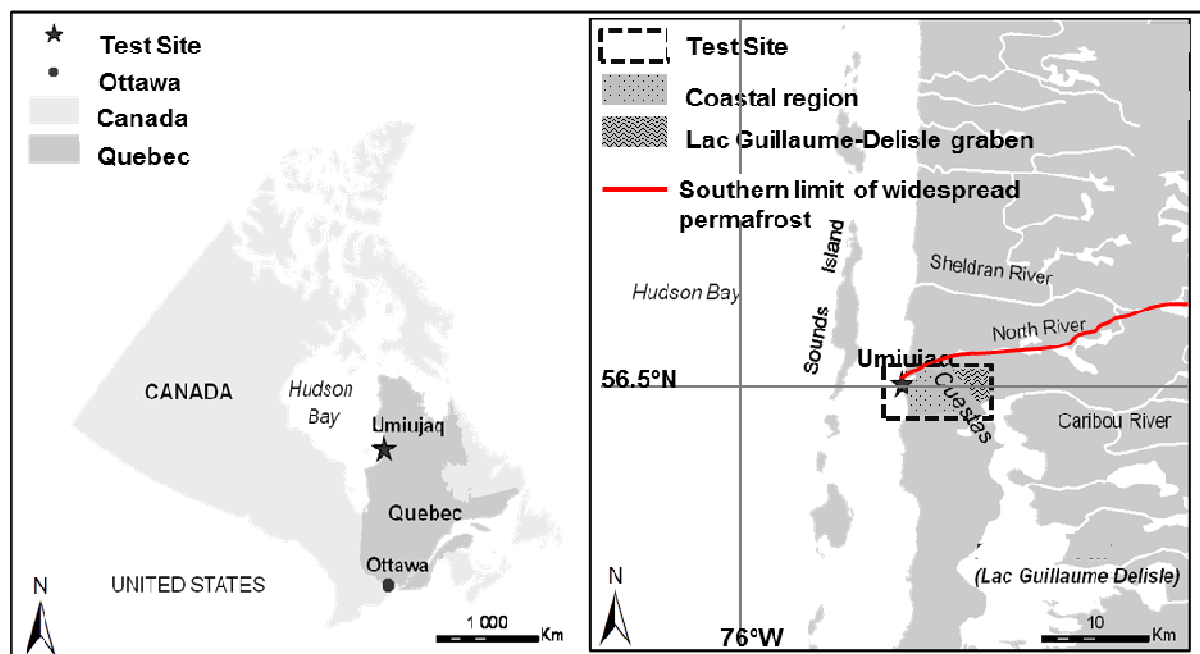 Test Site
Ottawa
Canada
Quebec
CANADA
Hudson
Bay
Umiujaq
Quebec
Ottawa
UNITED STATES
N
1 000
Km
Test Site
Coastal region
Lac Guillaume-Delisle graben
Southern limit of widespread
permafrost
Sounds Island
Hudson Bay
Sheldran River
North River
Umiujaq
56.5°N
Cuestas
Caribou River
(Lac Guillaume Delisle)
N
76°W
10
Km